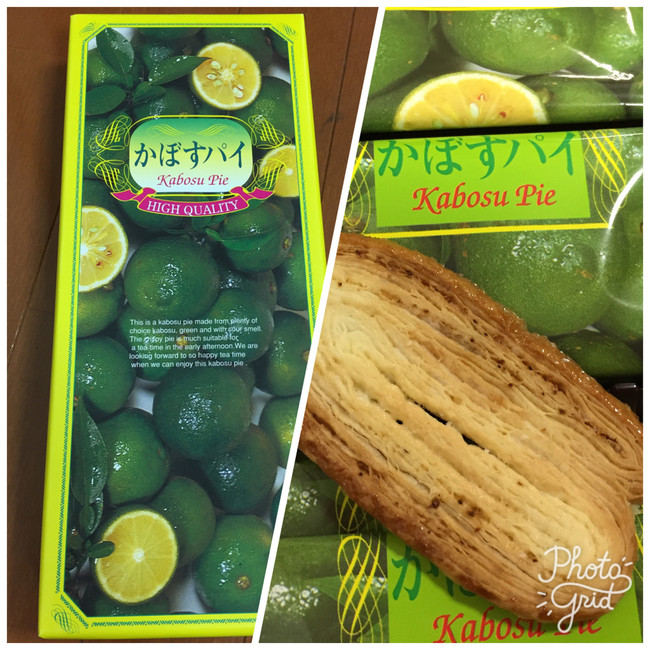 かぼすパイ
Kabosu Pie
HIGH QUALITY
This is a kabosu pie made from plenty of
choice kabosu, green and with sour smell.
The crispy pie is much suitable for
a tea time in the early afternoon.We are
looking forward to so happy tea time
when we can enjoy this kabosu pie .
かぼすパイ
Kabosu Pie
かぼ
Kabosu Pie
Photo
Grid